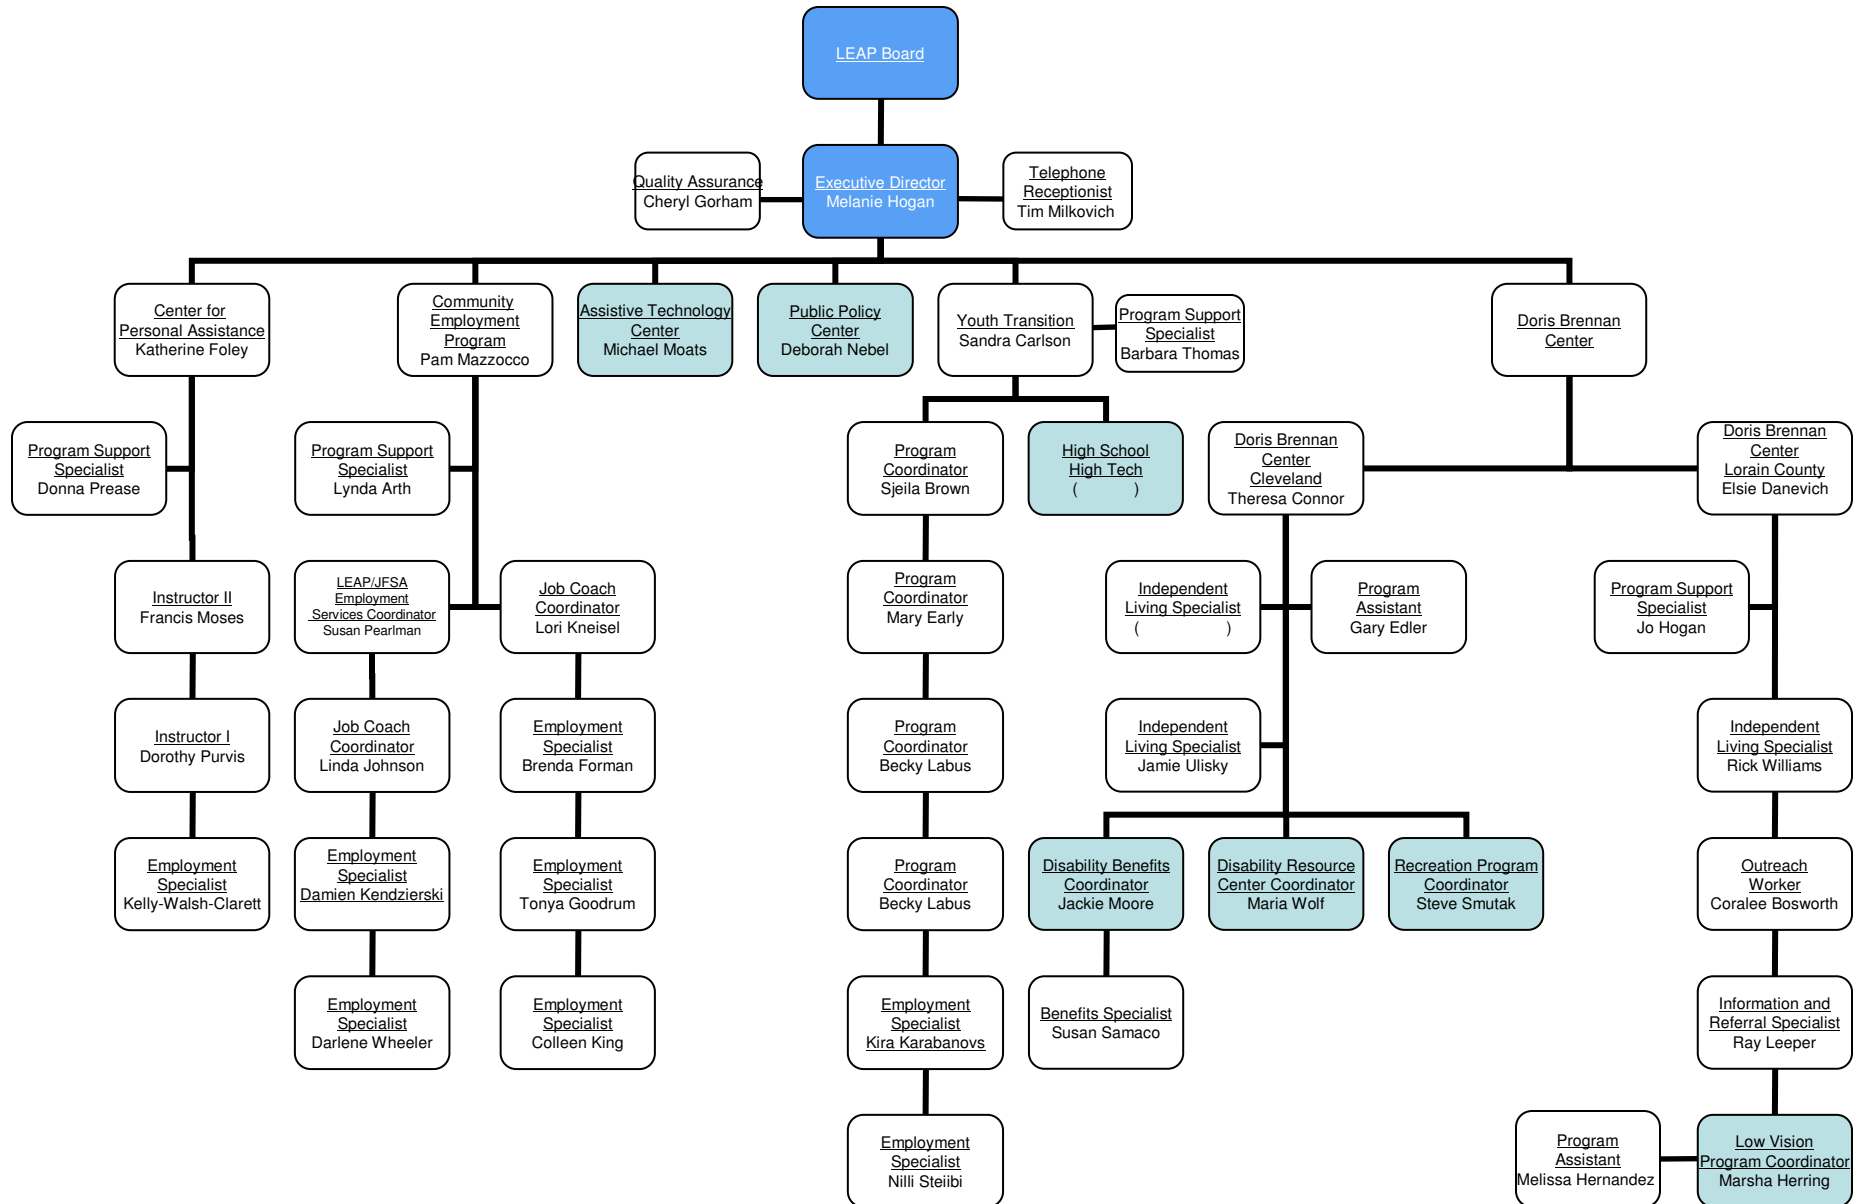 LEAP Board
Quality Assurance
Cheryl Gorham
Executive Director
Melanie Hogan
Telephone
Receptionist
Tim Milkovich
Center for
Personal Assistance
Katherine Foley
Community
Employment
Program
Pam Mazzocco
Assistive Technology
Center
Michael Moats
Public Policy
Center
Deborah Nebel
Youth Transition
Sandra Carlson
Program Support
Specialist
Barbara Thomas
Doris Brennan
Center
Program Support
Specialist
Donna Prease
Program Support
Specialist
Lynda Arth
Program
Coordinator
Sjeila Brown
High School
High Tech
( )
Doris Brennan
Center
Cleveland
Theresa Connor
Doris Brennan
Center
Lorain County
Elsie Danevich
Instructor II
Francis Moses
LEAP/JFSA
Employment
Services Coordinator
Susan Pearlman
Job Coach
Coordinator
Lori Kneisel
Program
Coordinator
Mary Early
Independent
Living Specialist
( )
Program
Assistant
Gary Edler
Program Support
Specialist
Jo Hogan
Instructor I
Dorothy Purvis
Job Coach
Coordinator
Linda Johnson
Employment
Specialist
Brenda Forman
Program
Coordinator
Becky Labus
Independent
Living Specialist
Jamie Ulisky
Independent
Living Specialist
Rick Williams
Employment
Specialist
Kelly-Walsh-Clarett
Employment
Specialist
Damien Kendzierski
Employment
Specialist
Tonya Goodrum
Program
Coordinator
Becky Labus
Disability Benefits
Coordinator
Jackie Moore
Disability Resource
Center Coordinator
Maria Wolf
Recreation Program
Coordinator
Steve Smutak
Outreach
Worker
Coralee Bosworth
Employment
Specialist
Darlene Wheeler
Employment
Specialist
Colleen King
Employment
Specialist
Kira Karabanovs
Benefits Specialist
Susan Samaco
Information and
Referral Specialist
Ray Leeper
Employment
Specialist
Nilli Steiibi
Program
Assistant
Melissa Hernandez
Low Vision
Program Coordinator
Marsha Herring